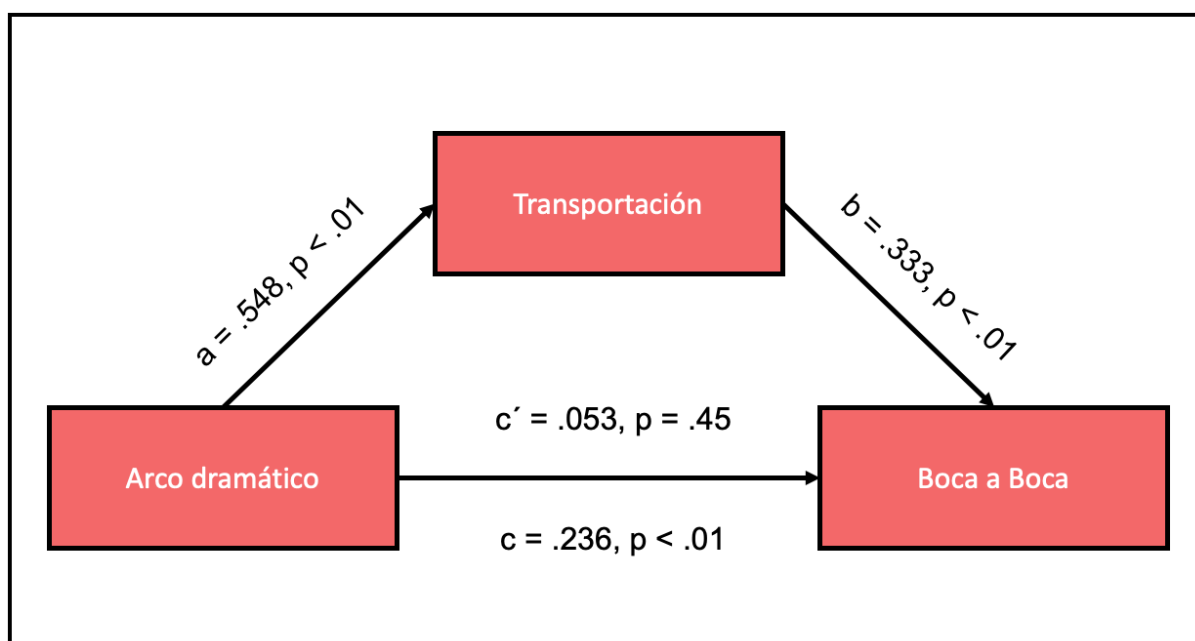 Transportación
a = .548, p < .01
b = .333, p < .01
c´ = .053, p = .45
Arco dramático
Boca a Boca
c = .236, p < .01